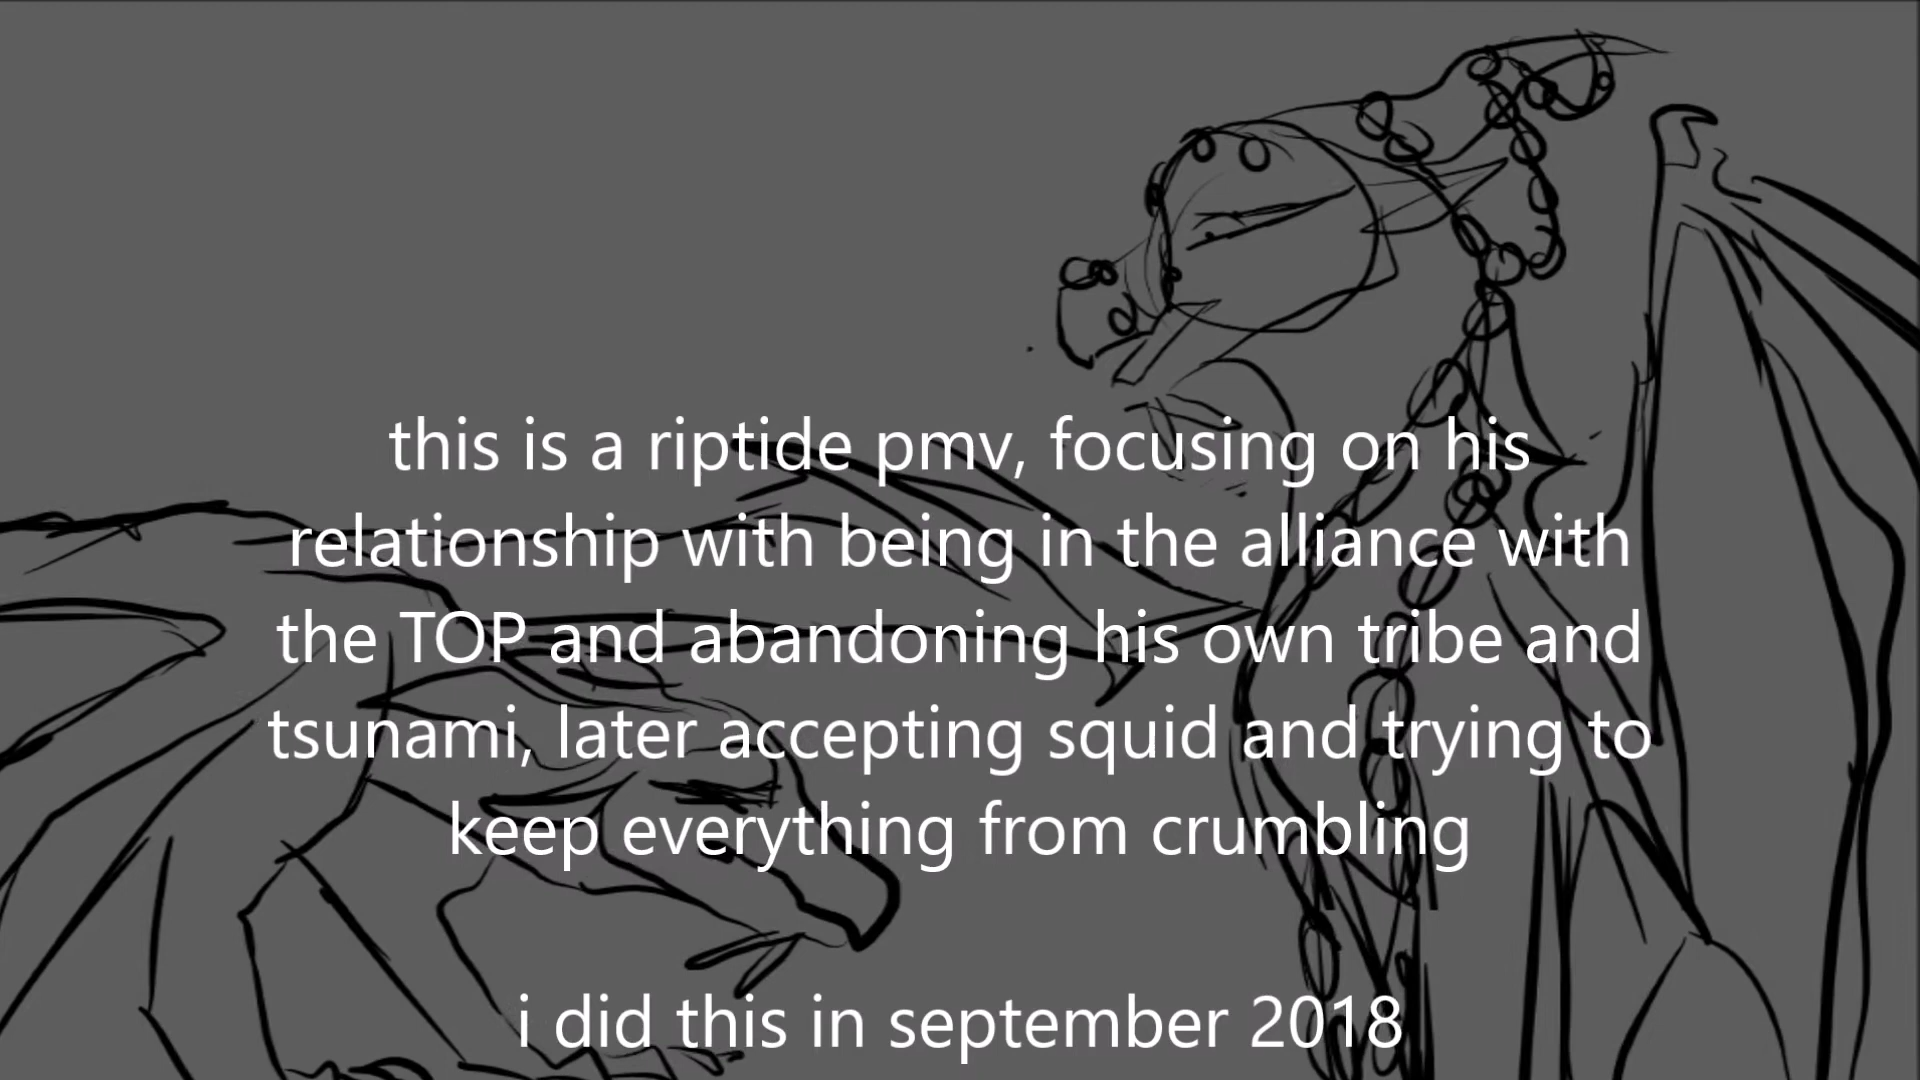 this is a riptide pmv, focusing on his
relationship with being in the alliance with
the TOP and abandoning his own tribe and
tsunami, later accepting squid and trying to
keep everything from crumbling
i did this in september 2018